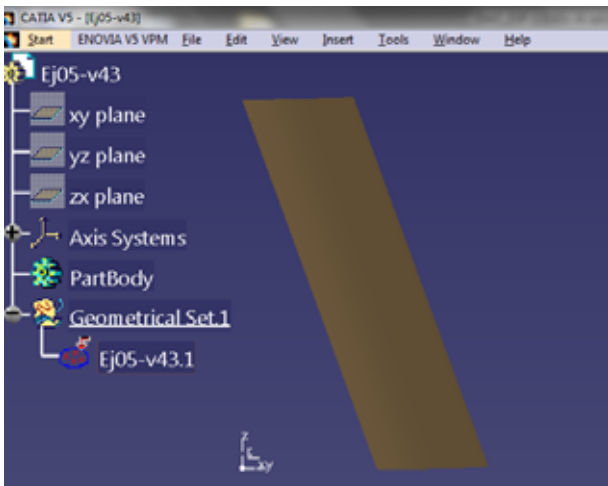 CATIA V5 - [Ej05-v43]
Start ENOVIA V5 VPM File Edit View Insert Tools Window Help
Ej05-v43
xy plane
yz plane
zx plane
Axis Systems
PartBody
Geometrical Set.1
Ej05-v43.1
z
xy